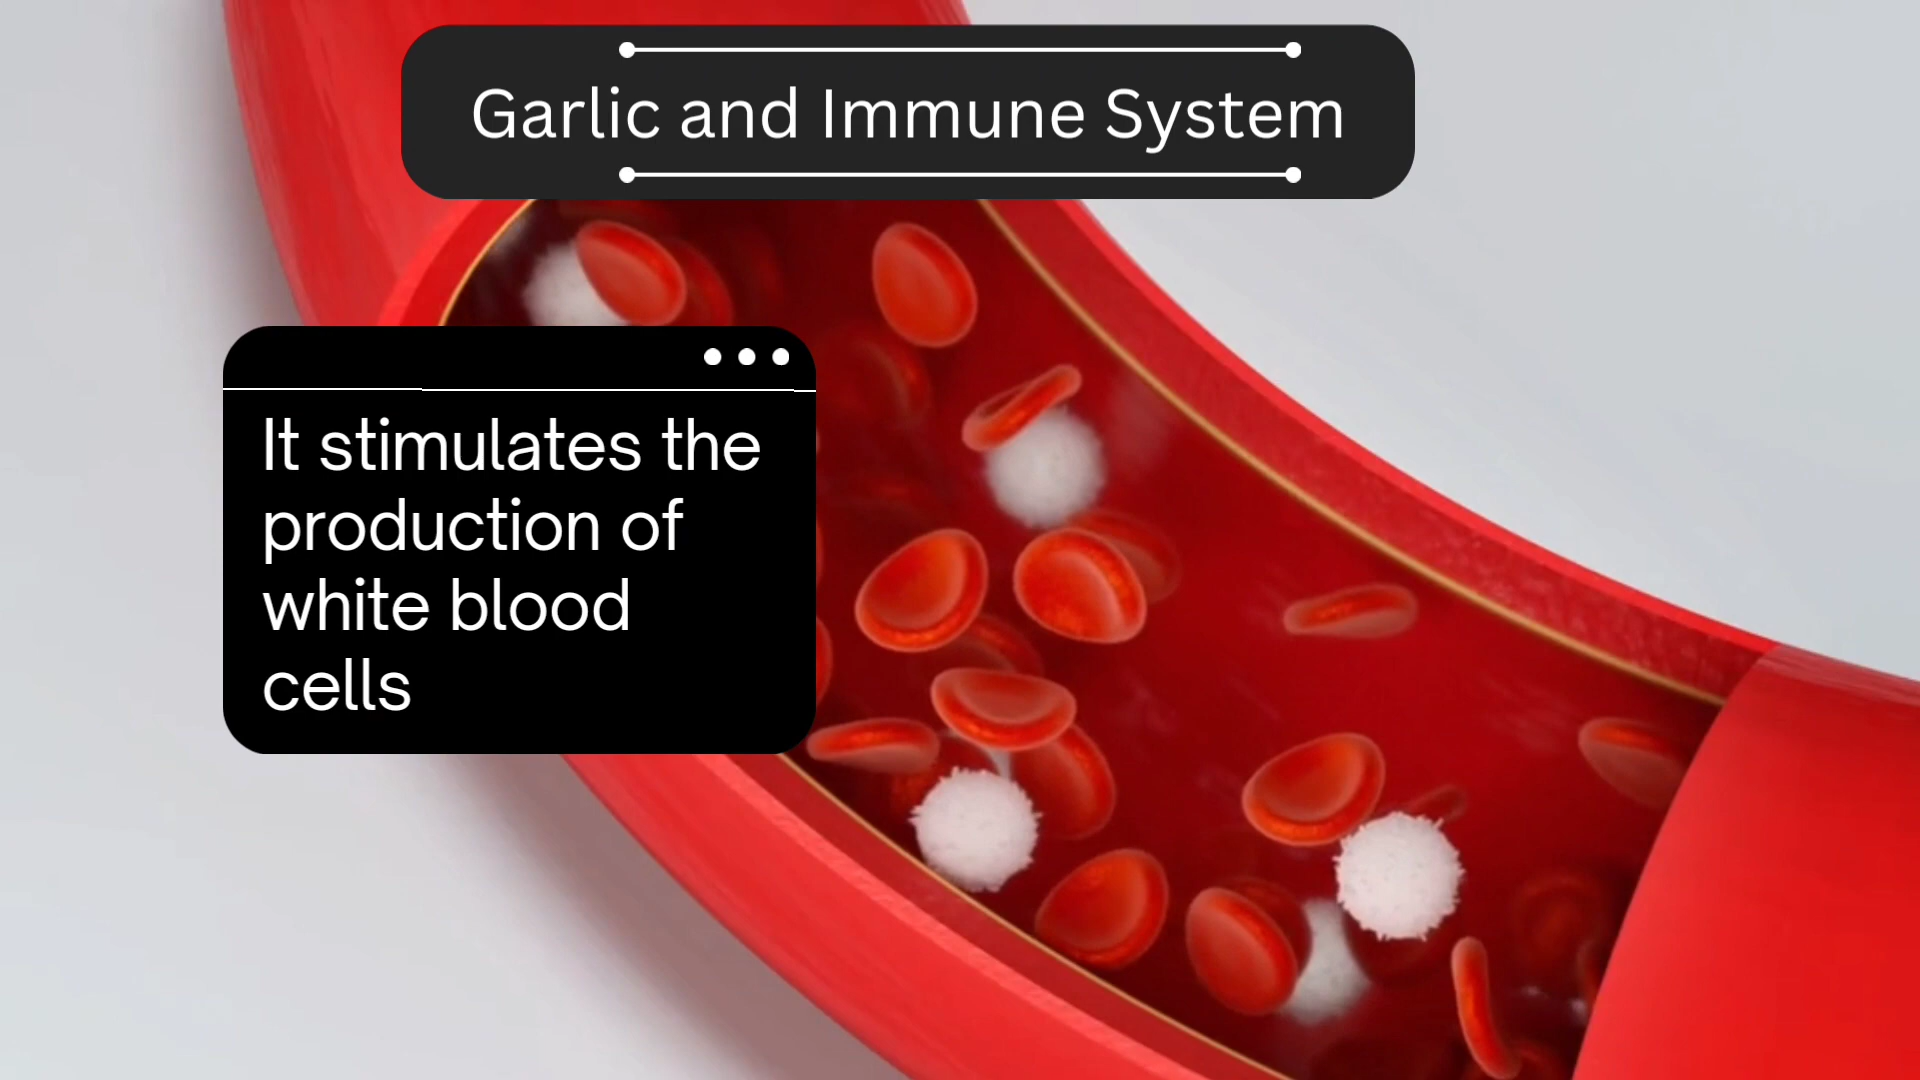 Garlic and Immune System
It stimulates the
production of
white blood
cells